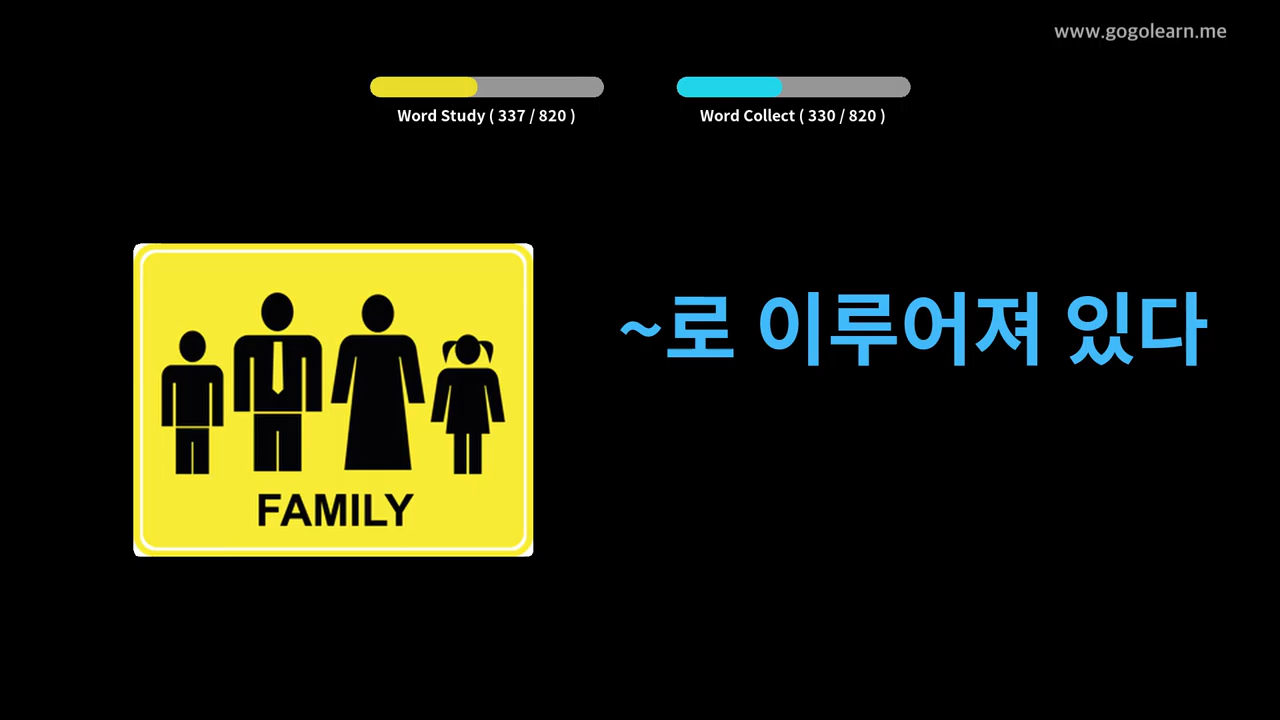 www.gogolearn.me
Word Study ( 337 / 820 )
Word Collect ( 330 / 820 )
~로 이루어져 있다
FAMILY